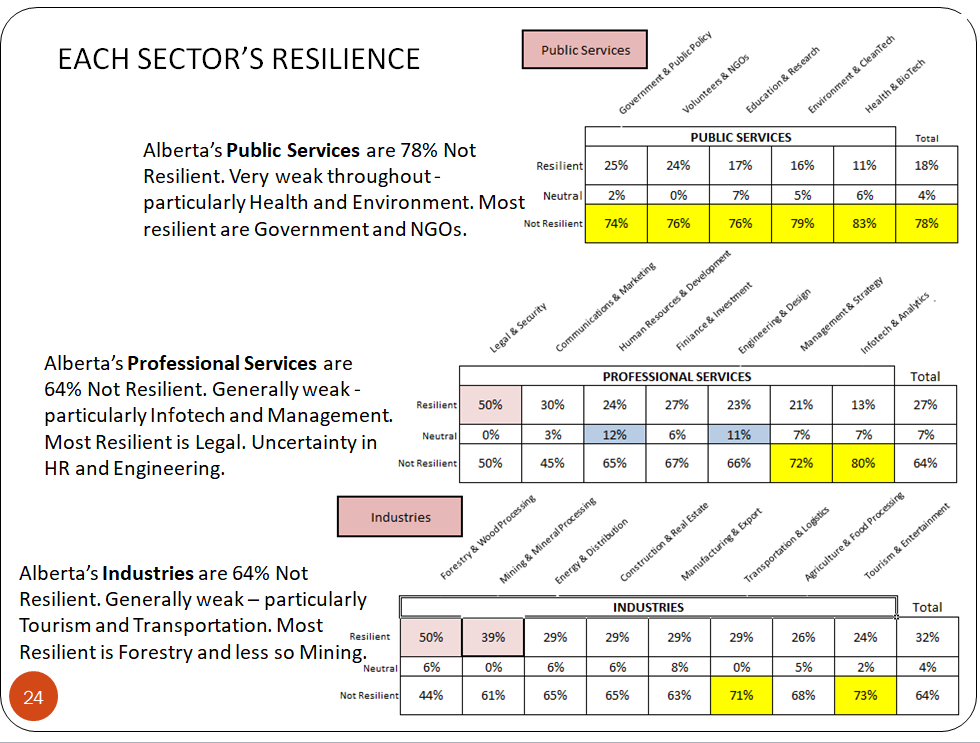 EACH SECTOR'S RESILIENCE
Public Services
Government & Public Policy
Volunteers & NGOs
Education & Research
Environment & CleanTech
Health & BioTech
Alberta's Public Services are 78% Not
Resilient. Very weak throughout -
particularly Health and Environment. Most
resilient are Government and NGOs.
PUBLIC SERVICES Total
Resilient 25% 24% 17% 16% 11% 18%
Neutral 2% 0% 7% 5% 6% 4%
Not Resilient 74% 76% 76% 79% 83% 78%
Legal & Security
Communications & Marketing
Human Resources & Development
Finiance & Investment
Engineering & Design
Management & Strategy
Infotech & Analytics
Alberta's Professional Services are
64% Not Resilient. Generally weak -
particularly Infotech and Management.
Most Resilient is Legal. Uncertainty in
HR and Engineering.
PROFESSIONAL SERVICES Total
Resilient 50% 30% 24% 27% 23% 21% 13% 27%
Neutral 0% 3% 12% 6% 11% 7% 7% 7%
Not Resilient 50% 45% 65% 67% 66% 72% 80% 64%
Industries
Forestry & Wood Processing
Mining & Mineral Processing
Energy & Distribution
Construction & Real Estate
Manufacturing & Export
Transportation & Logistics
Agriculture & Food Processing
Tourism & Entertainment
Alberta's Industries are 64% Not
Resilient. Generally weak – particularly
Tourism and Transportation. Most
Resilient is Forestry and less so Mining.
INDUSTRIES Total
Resilient 50% 39% 29% 29% 29% 29% 26% 24% 32%
Neutral 6% 0% 6% 6% 8% 0% 5% 2% 4%
Not Resilient 44% 61% 65% 65% 63% 71% 68% 73% 64%
24